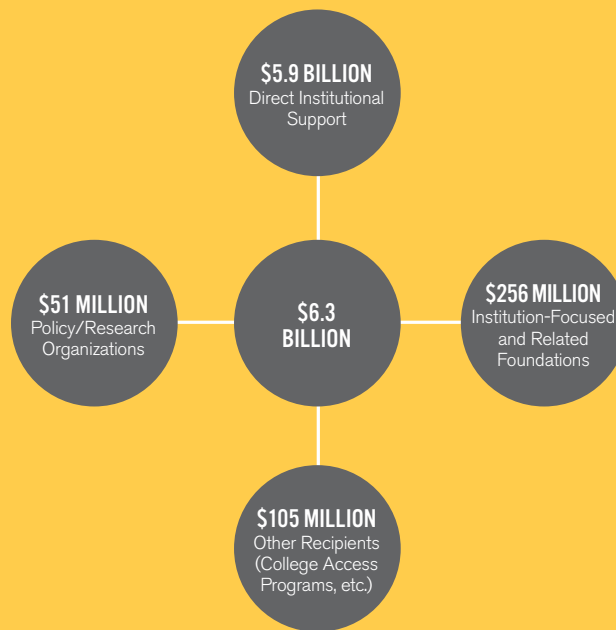 $5.9 BILLION
Direct Institutional
Support
$51 MILLION
Policy/Research
Organizations
$6.3
BILLION
$256 MILLION
Institution-Focused
and Related
Foundations
$105 MILLION
Other Recipients
(College Access
Programs, etc.)